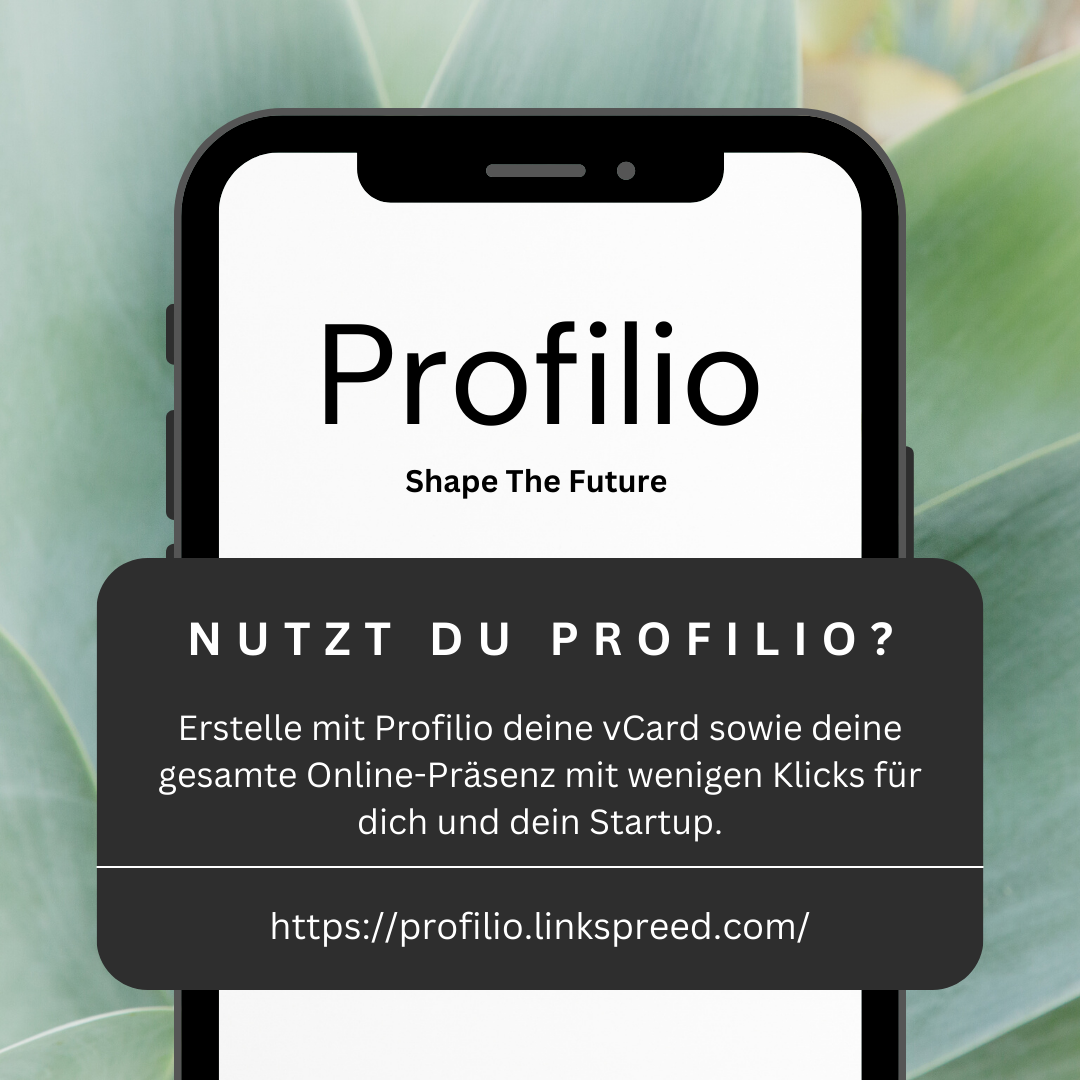 Profilio
Shape The Future
NUTZT DU PROFILIO?
Erstelle mit Profilio deine vCard sowie deine
gesamte Online-Präsenz mit wenigen Klicks für
dich und dein Startup.
https://profilio.linkspreed.com/